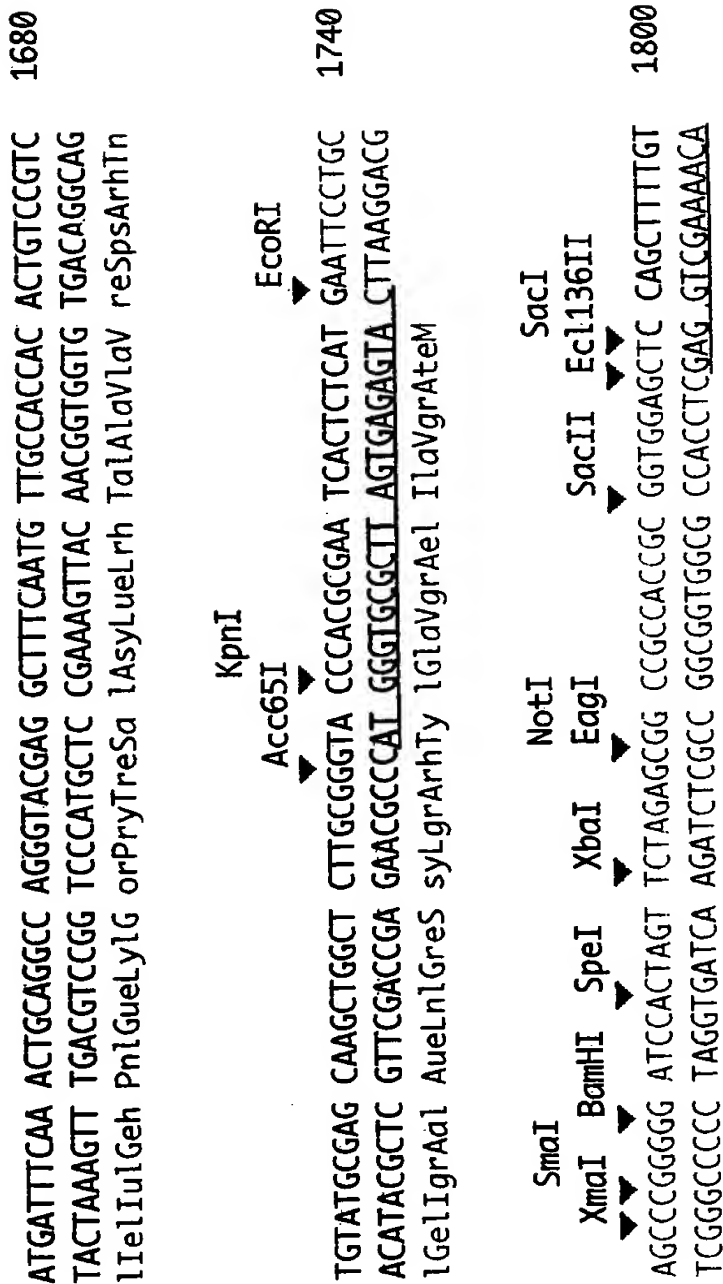 ATGATTTCAA ACTGCAGGCC AGGGTACGAG GCTTTCAATG TTGCCACCAC ACTGTCCGTC 1680
TACTAAAGTT TGACGTCCGG TCCCATGCTC CGAAAGTTAC AACGGTGGTG TGACAGGCAG
lIelIulGeh PnlGueLylG orPryTreSa lAsyLueLrh TalAlaVlaV reSpsArhTn
KpnI
Acc65I EcoRI
TGTATGCGAG CAAGCTGGCT CTTGCGGGTA CCCACGCGAA TCACTCTCAT GAATTCCTGC 1740
ACATACGCTC GTTCGACCGA GAACGCCCAT GGGTGCGCTT AGTGAGAGTA CTTAAGGACG
lGelIgrAal AueLnlGreS syLgrArhTy lGlaVgrAel IlaVgrAteM
SmaI NotI SacI
XmaI BamHI SpeI XbaI EagI SacII Ecl136II
AGCCCGGGGG ATCCACTAGT TCTAGAGCGG CCGCCACCGC GGTGGAGCTC CAGCTTTTGT 1800
TCGGGCCCCC TAGGTGATCA AGATCTCGCC GGCGGTGGCG CCACCTCGAG GTCGAAAACA